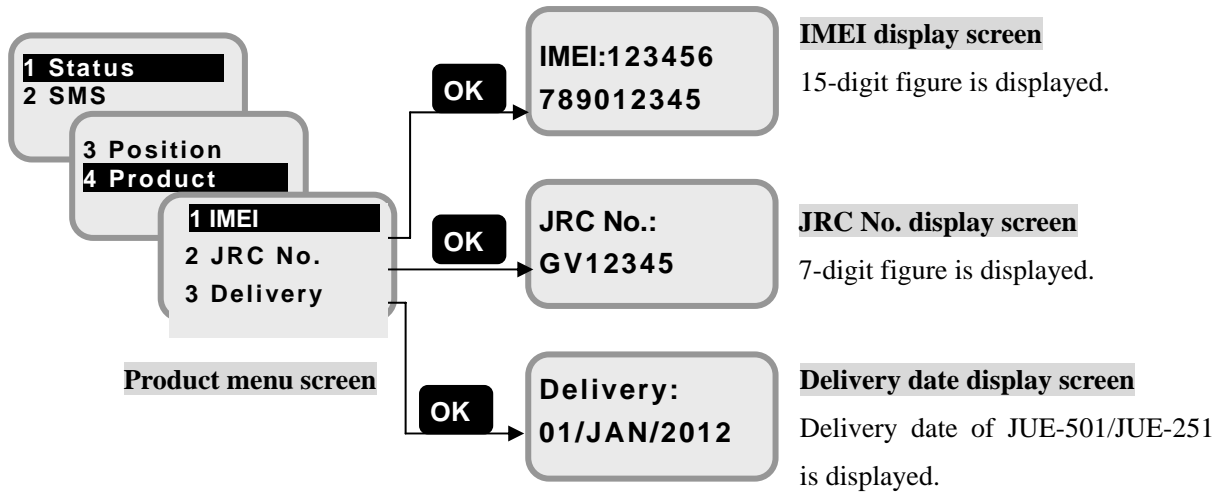 1 Status
2 SMS
3 Position
4 Product
1 IMEI
2 JRC No.
3 Delivery
Product menu screen
OK
IMEI:123456
789012345
IMEI display screen
15-digit figure is displayed.
OK
JRC No.:
GV12345
JRC No. display screen
7-digit figure is displayed.
OK
Delivery:
01/JAN/2012
Delivery date display screen
Delivery date of JUE-501/JUE-251
is displayed.